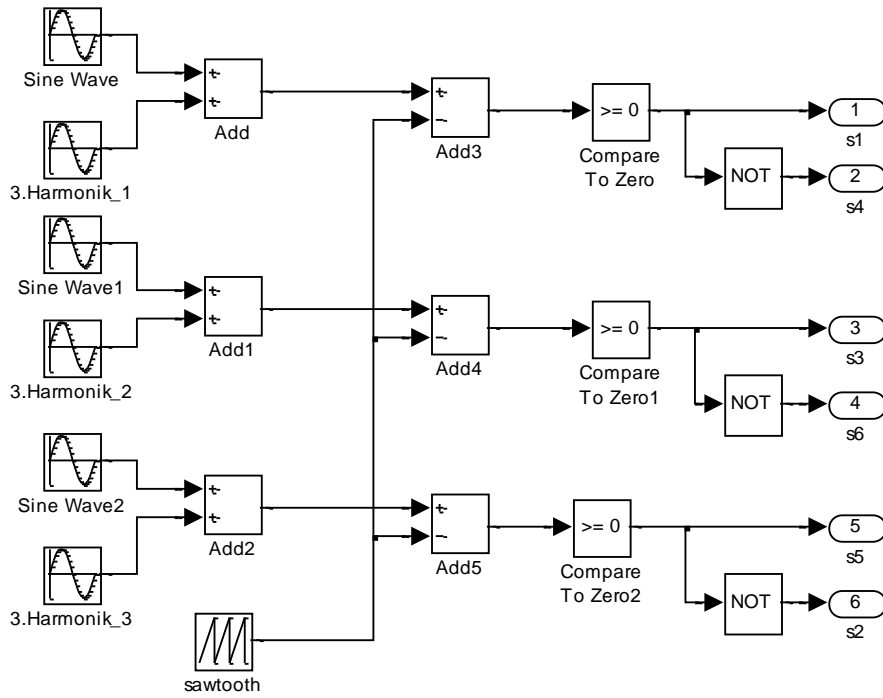 Sine Wave
3.Harmonik_1
Add
Add3
>= 0
Compare
To Zero
1
s1
NOT
2
s4
Sine Wave1
3.Harmonik_2
Add1
Add4
>= 0
Compare
To Zero1
3
s3
NOT
4
s6
Sine Wave2
3.Harmonik_3
Add2
Add5
>= 0
Compare
To Zero2
5
s5
NOT
6
s2
sawtooth